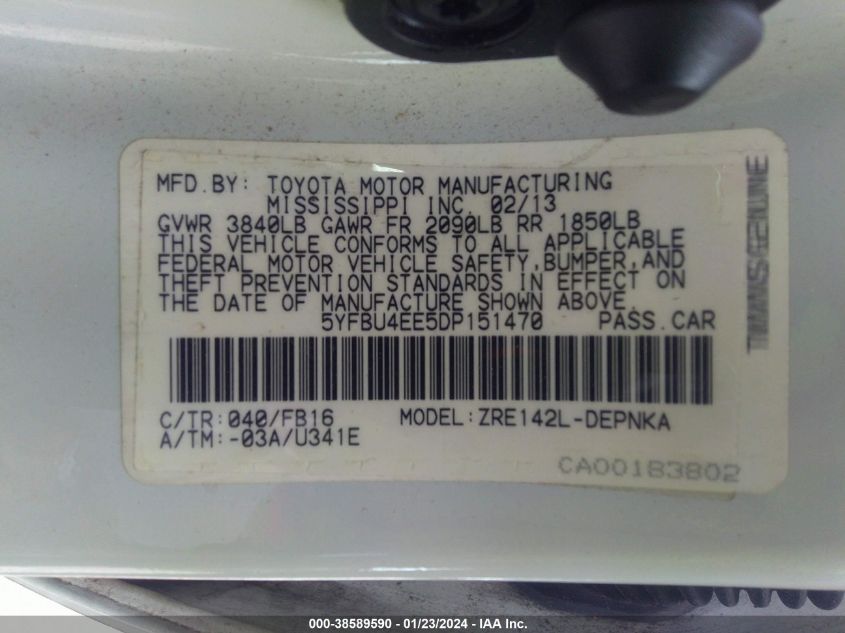 MFD.BY: TOYOTA MOTOR MANUFACTURING
MISSISSIPPI INC. 02/13
GVWR 3840LB GAWR FR 2090LB RR 1850LB
THIS VEHICLE CONFORMS TO ALL APPLICABLE
FEDERAL MOTOR VEHICLE SAFETY,BUMPER,AND
THEFT PREVENTION STANDARDS IN EFFECT ON
THE DATE OF MANUFACTURE SHOWN ABOVE.
5YFBU4EE5DP151470 PASS.CAR
C/TR:040/FB16 MODEL:ZRE142L-DEPNKA
A/TM:-03A/U341E
CA00183802
000-38589590 - 01/23/2024 - IAA Inc.